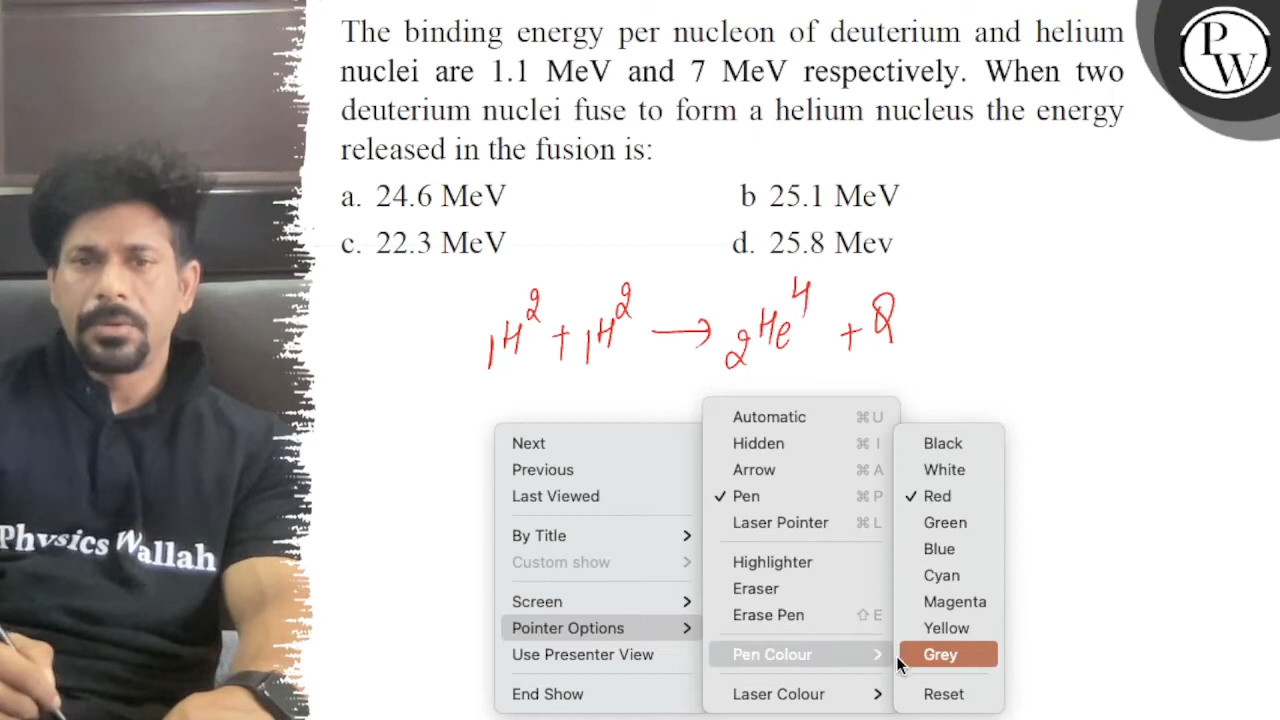 The binding energy per nucleon of deuterium and helium
nuclei are 1.1 MeV and 7 MeV respectively. When two
deuterium nuclei fuse to form a helium nucleus the energy
released in the fusion is:
a. 24.6 MeV b 25.1 MeV
c. 22.3 MeV d. 25.8 Mev
₁H² + ₁H² → ₂He⁴ + Q
PW
Physics Wallah
Next
Previous
Last Viewed
By Title >
Custom show >
Screen >
Pointer Options >
Use Presenter View
End Show
Automatic ⌘ U
Hidden ⌘ I
Arrow ⌘ A
✓ Pen ⌘ P
Laser Pointer ⌘ L
Highlighter
Eraser
Erase Pen ⇧ E
Pen Colour >
Laser Colour >
Black
White
✓ Red
Green
Blue
Cyan
Magenta
Yellow
Grey
Reset